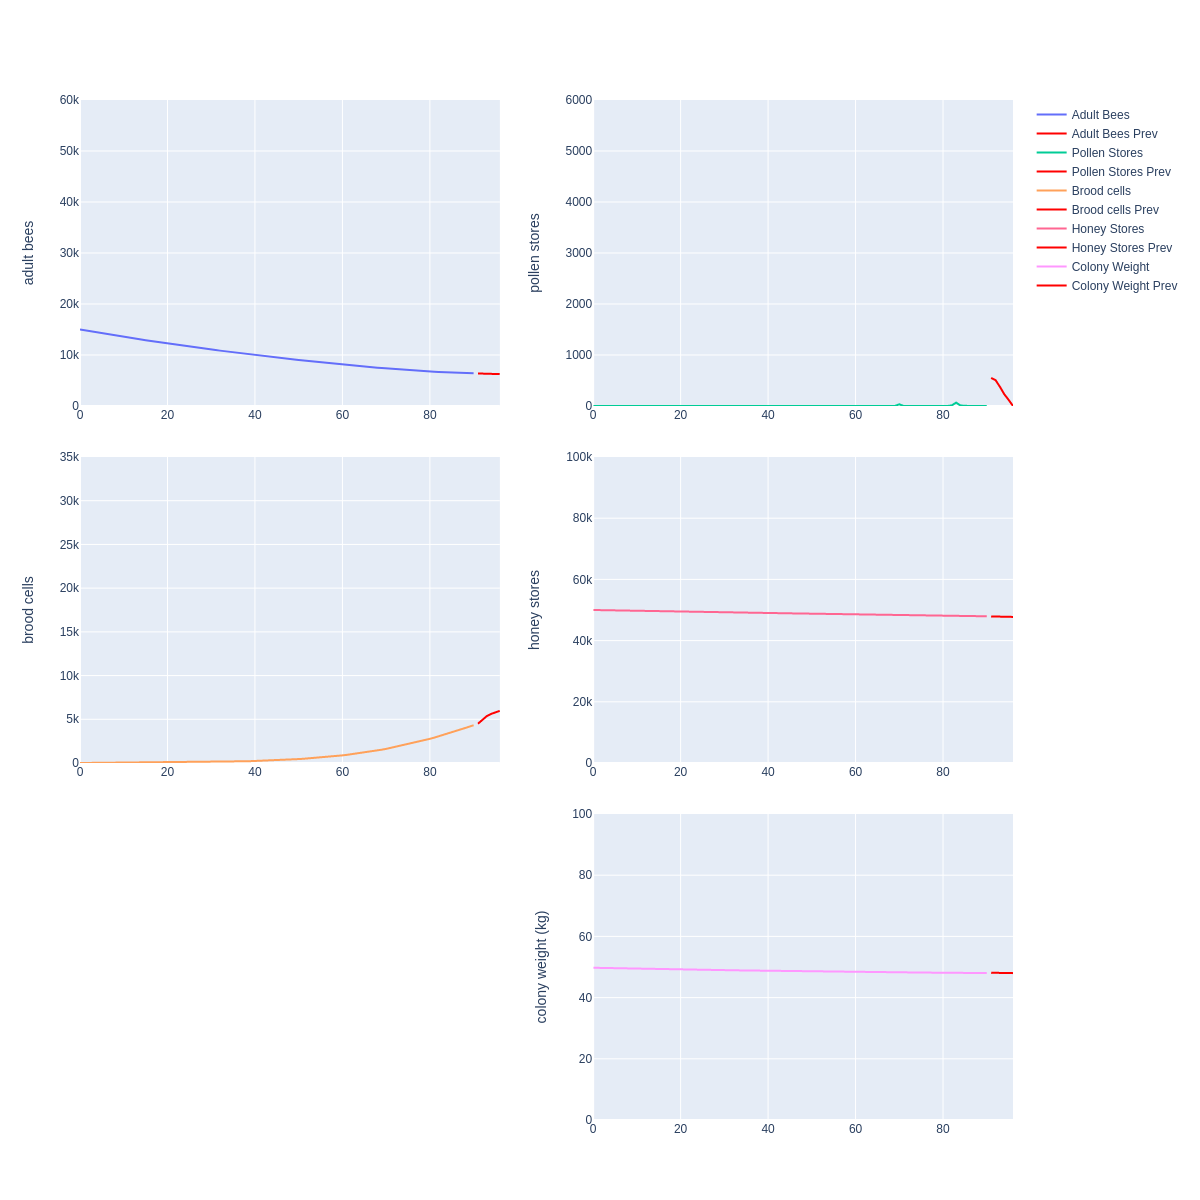 60k
50k
40k
30k
20k
10k
0
0 20 40 60 80
adult bees
6000
5000
4000
3000
2000
1000
0
0 20 40 60 80
pollen stores
Adult Bees
Adult Bees Prev
Pollen Stores
Pollen Stores Prev
Brood cells
Brood cells Prev
Honey Stores
Honey Stores Prev
Colony Weight
Colony Weight Prev
35k
30k
25k
20k
15k
10k
5k
0
0 20 40 60 80
brood cells
100k
80k
60k
40k
20k
0
0 20 40 60 80
honey stores
100
80
60
40
20
0
0 20 40 60 80
colony weight (kg)